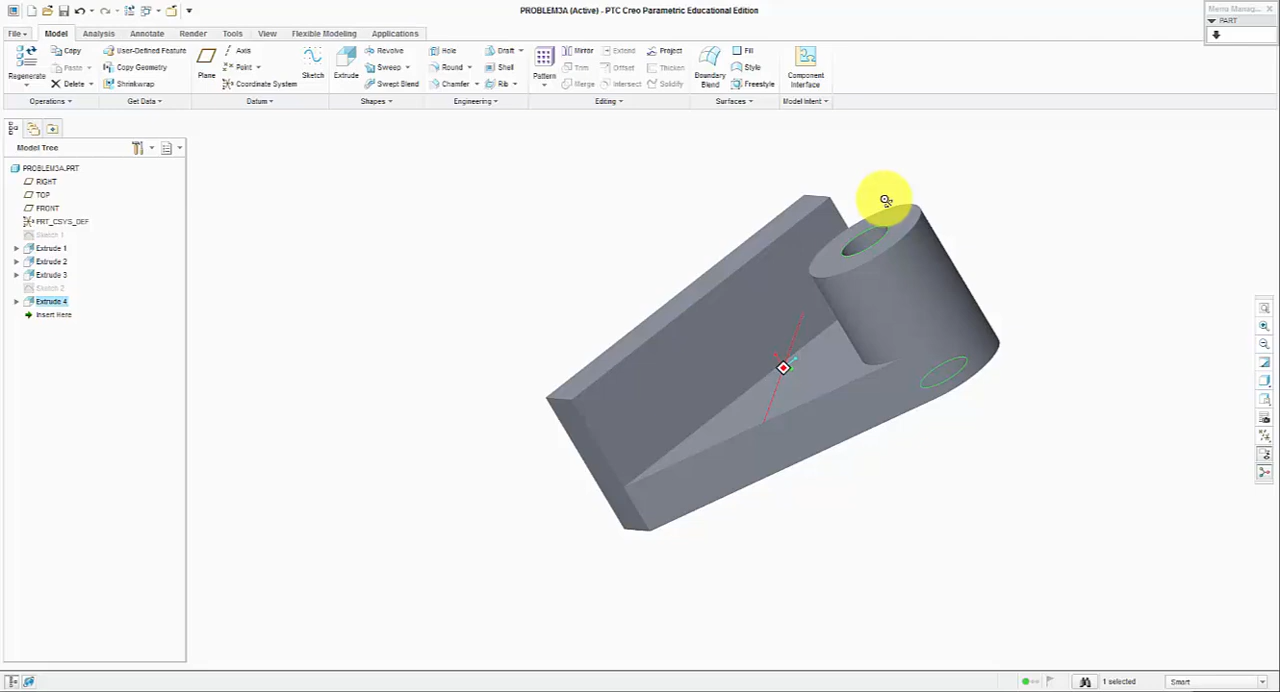 PROBLEM3A (Active) - PTC Creo Parametric Educational Edition
Menu Manag...
PART
File Model Analysis Annotate Render Tools View Flexible Modeling Applications
Regenerate
Copy
Paste
Delete
User-Defined Feature
Copy Geometry
Shrinkwrap
Plane
Axis
Point
Coordinate System
Sketch
Extrude
Revolve
Sweep
Swept Blend
Hole
Round
Chamfer
Draft
Shell
Rib
Pattern
Mirror
Trim
Merge
Extend
Offset
Intersect
Project
Thicken
Solidify
Boundary
Blend
Fill
Style
Freestyle
Component
Interface
Operations Get Data Datum Shapes Engineering Editing Surfaces Model Intent
Model Tree
PROBLEM3A.PRT
RIGHT
TOP
FRONT
PRT_CSYS_DEF
Sketch 1
Extrude 1
Extrude 2
Extrude 3
Sketch 2
Extrude 4
Insert Here
1 selected
Smart